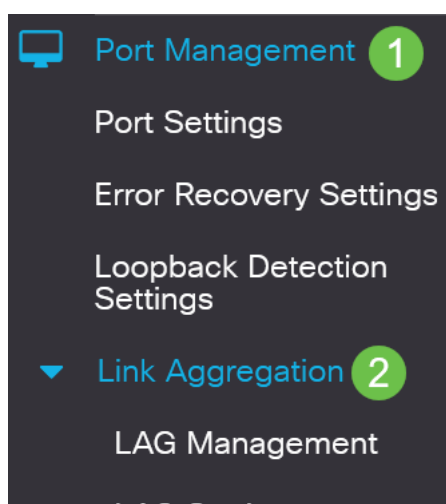 Port Management 1
Port Settings
Error Recovery Settings
Loopback Detection
Settings
Link Aggregation 2
LAG Management